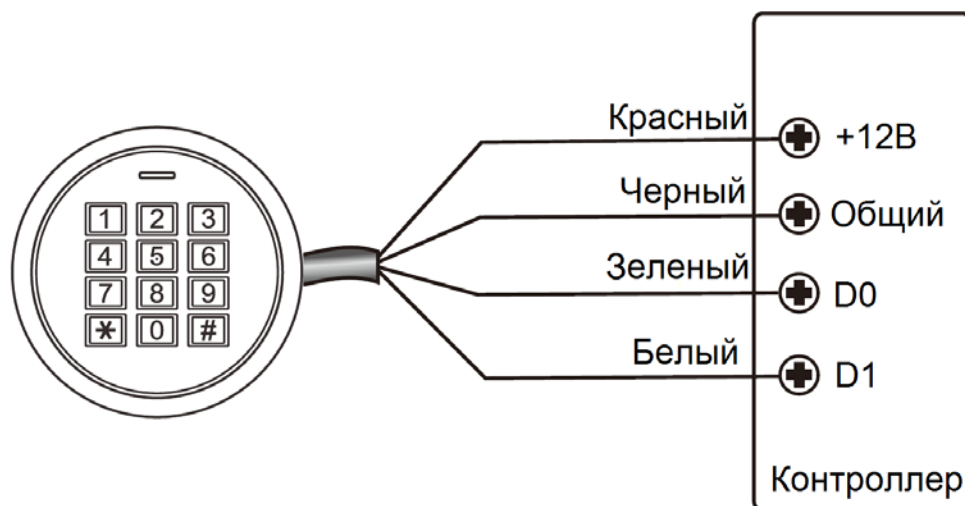 Красный
+12В
Черный
Общий
Зеленый
D0
Белый
D1
Контроллер
1 2 3
4 5 6
7 8 9
* 0 #